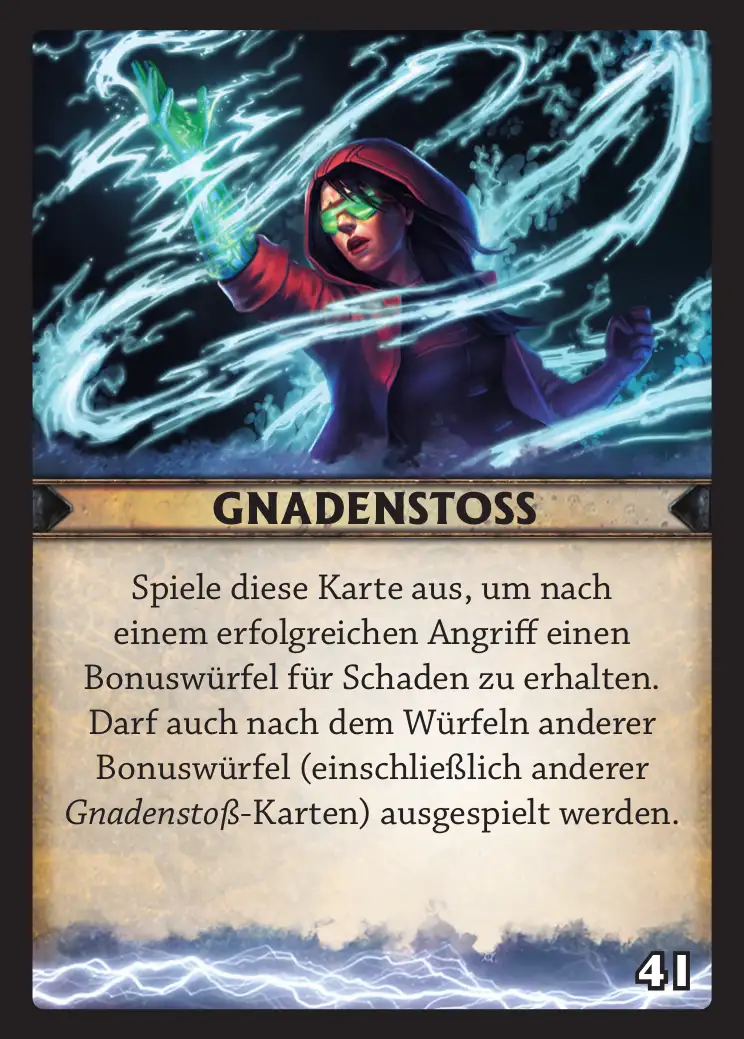 GNADENSTOSS
Spiele diese Karte aus, um nach
einem erfolgreichen Angriff einen
Bonuswürfel für Schaden zu erhalten.
Darf auch nach dem Würfeln anderer
Bonuswürfel (einschließlich anderer
Gnadenstoß-Karten) ausgespielt werden.
41